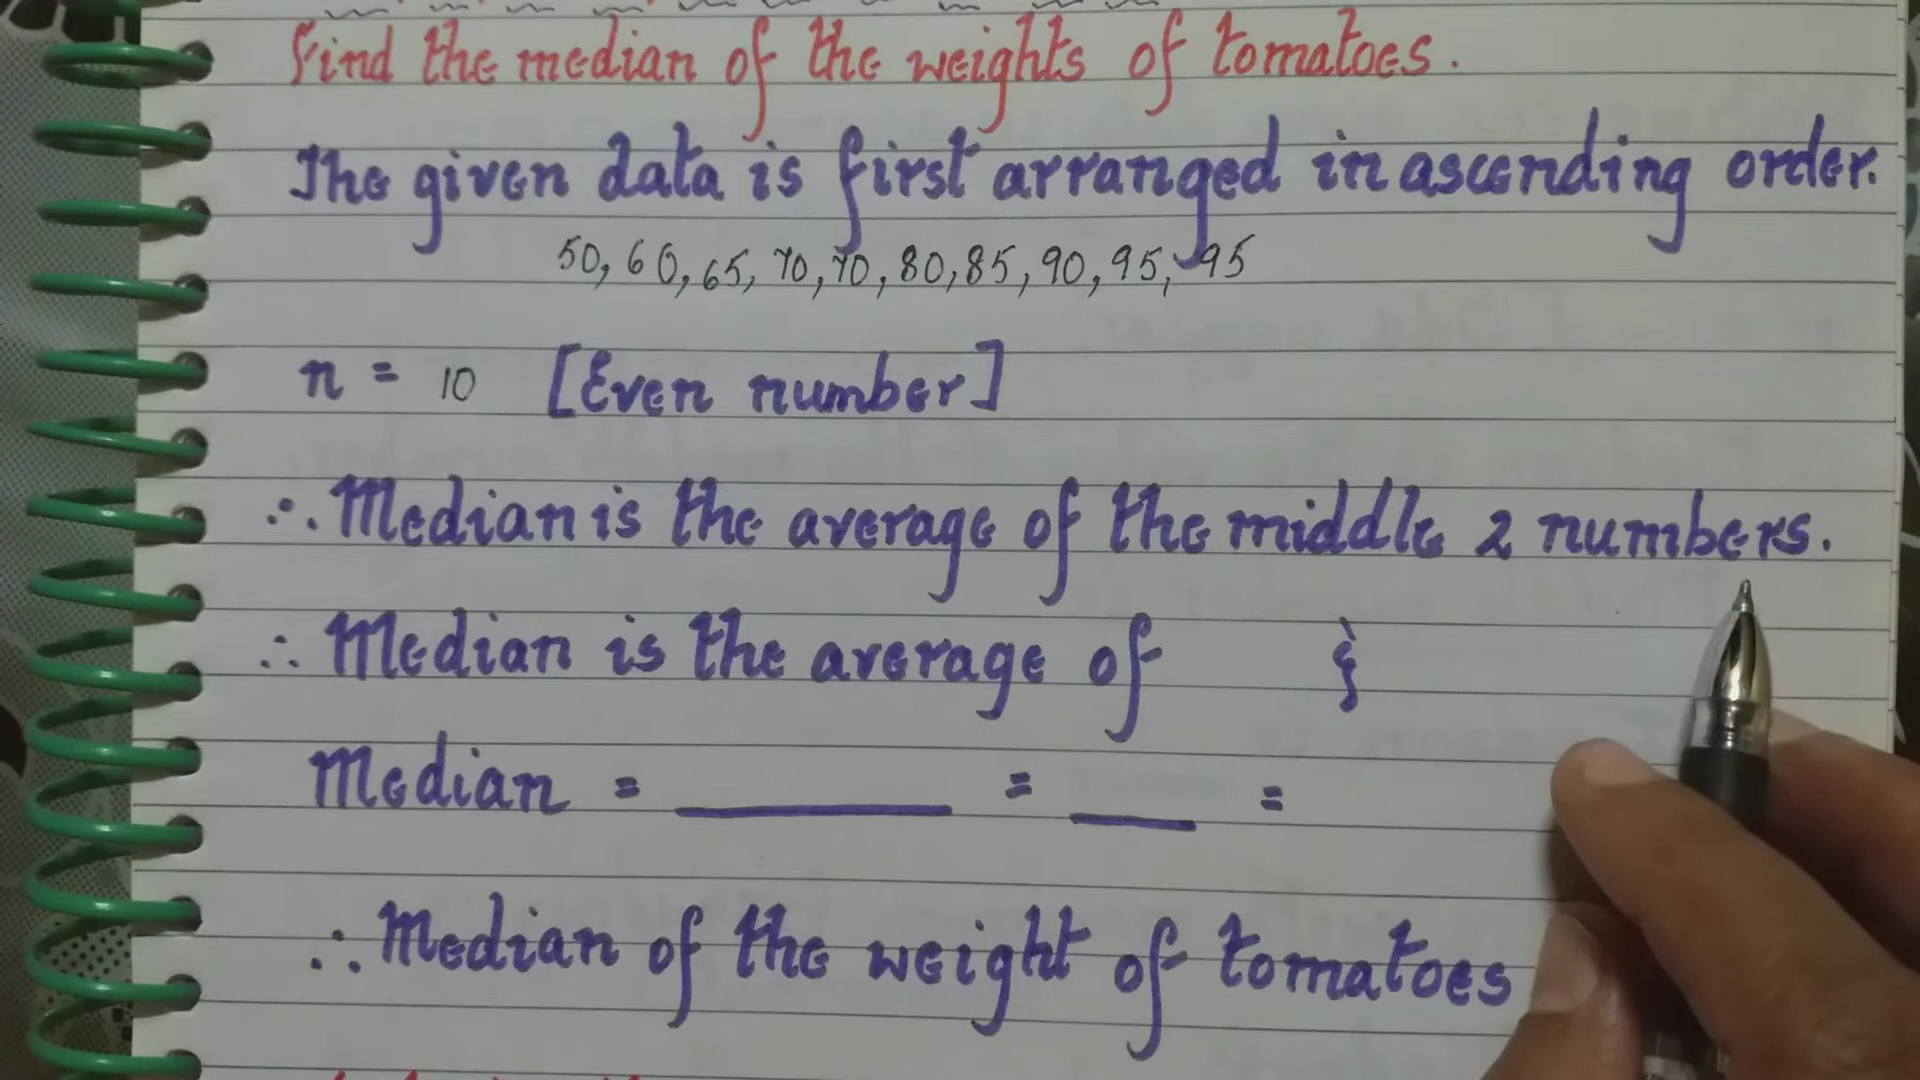 Find the median of the weights of tomatoes.
The given data is first arranged in ascending order.
50, 60, 65, 70, 70, 80, 85, 90, 95, 95
n = 10 [Even number]
∴ Median is the average of the middle 2 numbers.
∴ Median is the average of }
Median = ______ = ___ =
∴ Median of the weight of tomatoes